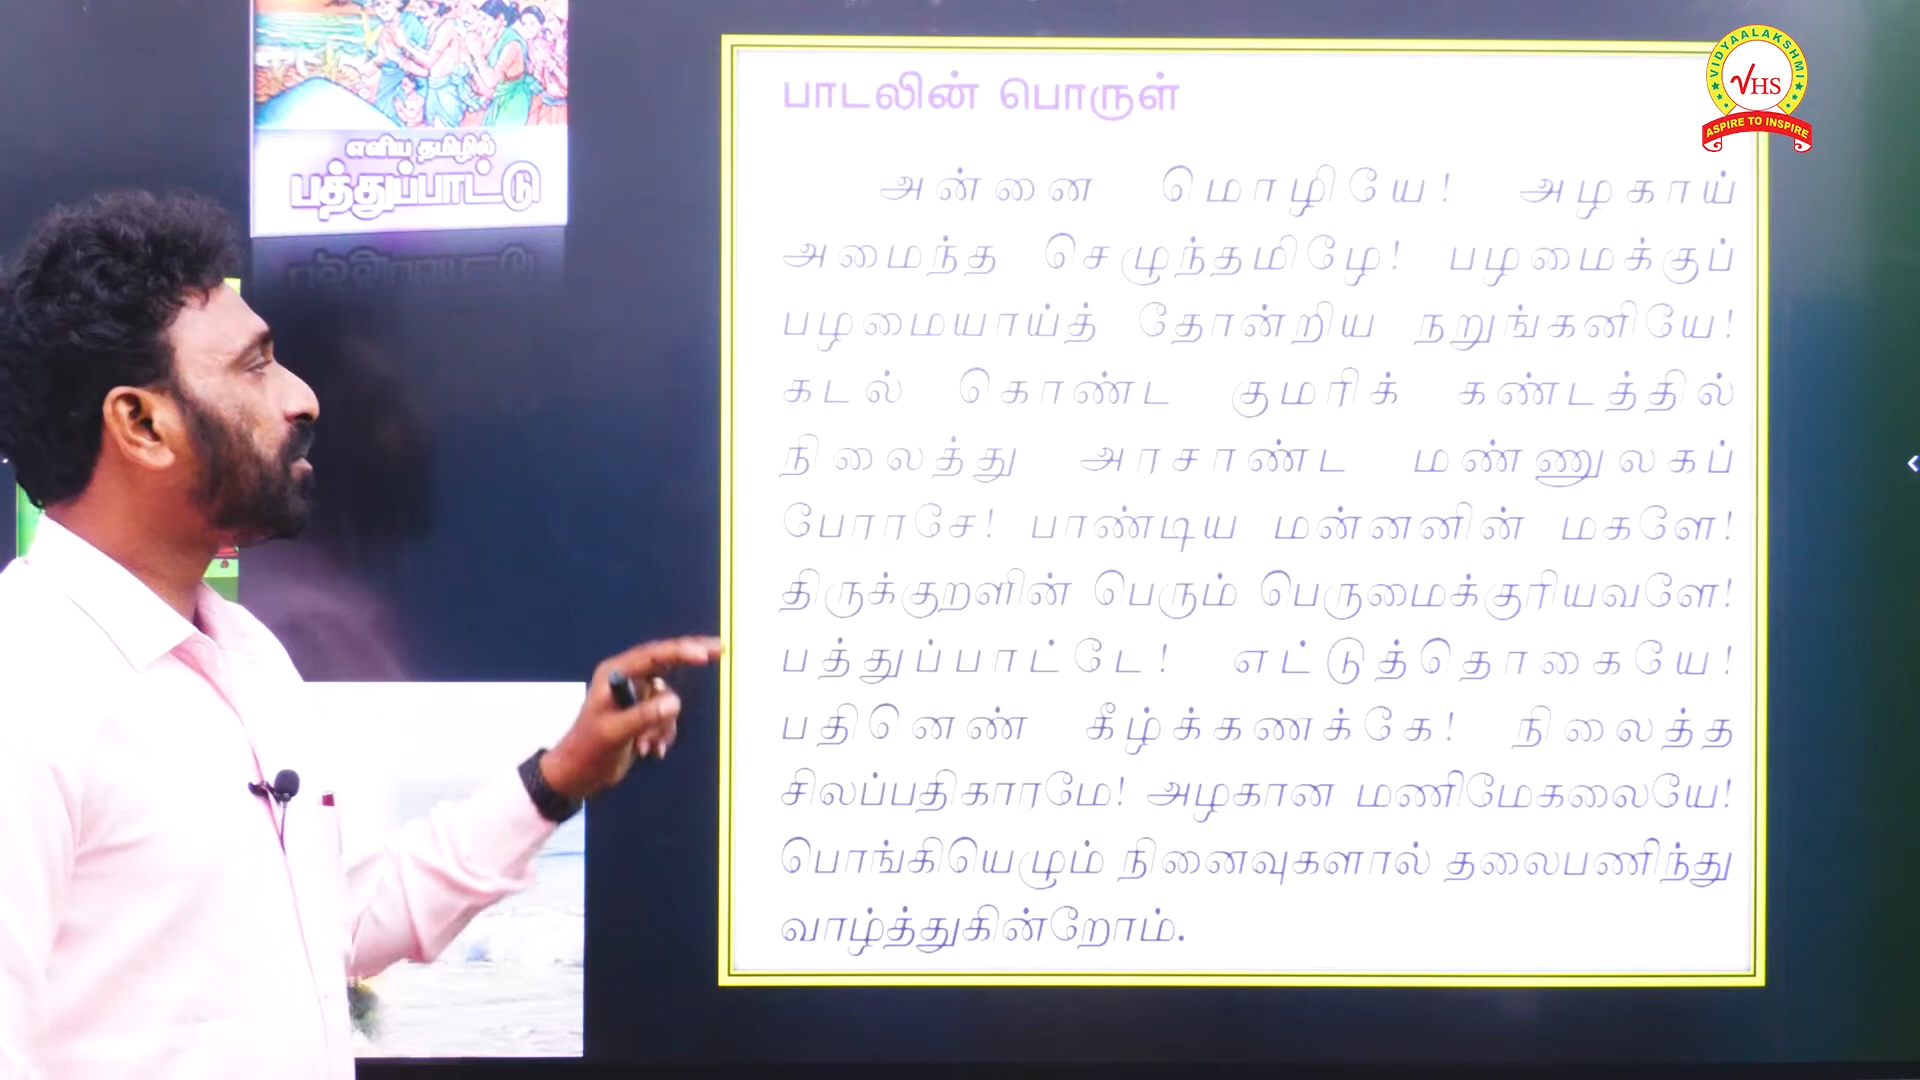 எளிய தமிழில்
பத்துப்பாட்டு
VIDYAALAKSHMI
VHS
ASPIRE TO INSPIRE
பாடலின் பொருள்
அன்னை மொழியே! அழகாய்
அமைந்த செழுந்தமிழே! பழமைக்குப்
பழமையாய்த் தோன்றிய நறுங்கனியே!
கடல் கொண்ட குமரிக் கண்டத்தில்
நிலைத்து அரசாண்ட மண்ணுலகப்
பேரரசே! பாண்டிய மன்னனின் மகளே!
திருக்குறளின் பெரும் பெருமைக்குரியவளே!
பத்துப்பாட்டே! எட்டுத்தொகையே!
பதினெண் கீழ்க்கணக்கே! நிலைத்த
சிலப்பதிகாரமே! அழகான மணிமேகலையே!
பொங்கியெழும் நினைவுகளால் தலைபணிந்து
வாழ்த்துகின்றோம்.